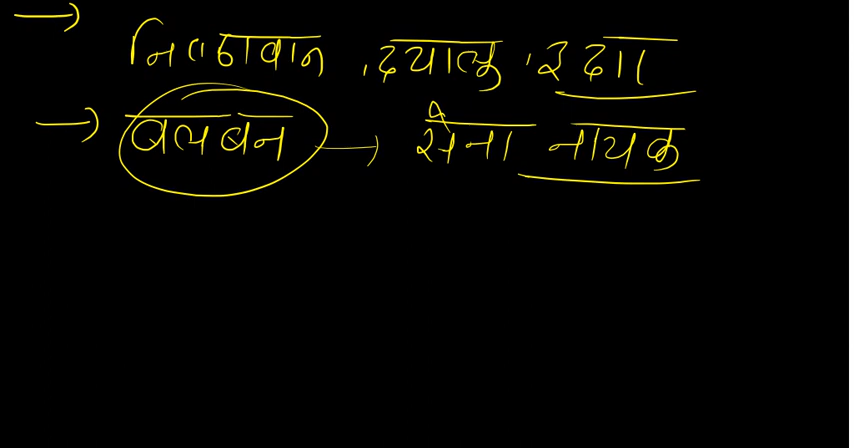 → निष्ठावान, दयालु,
→ बलबन → सेना नायक